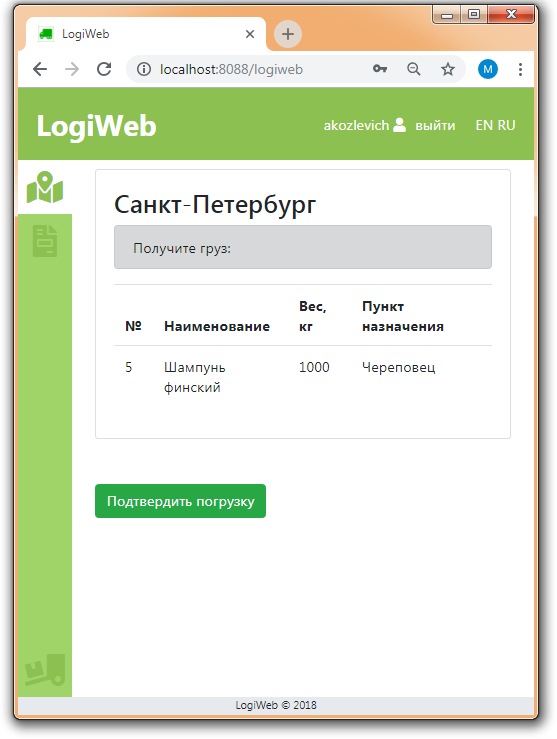 LogiWeb
localhost:8088/logiweb
M
LogiWeb
akozlevich выйти EN RU
Санкт-Петербург
Получите груз:
№ Наименование Вес, кг Пункт назначения
5 Шампунь финский 1000 Череповец
Подтвердить погрузку
LogiWeb © 2018